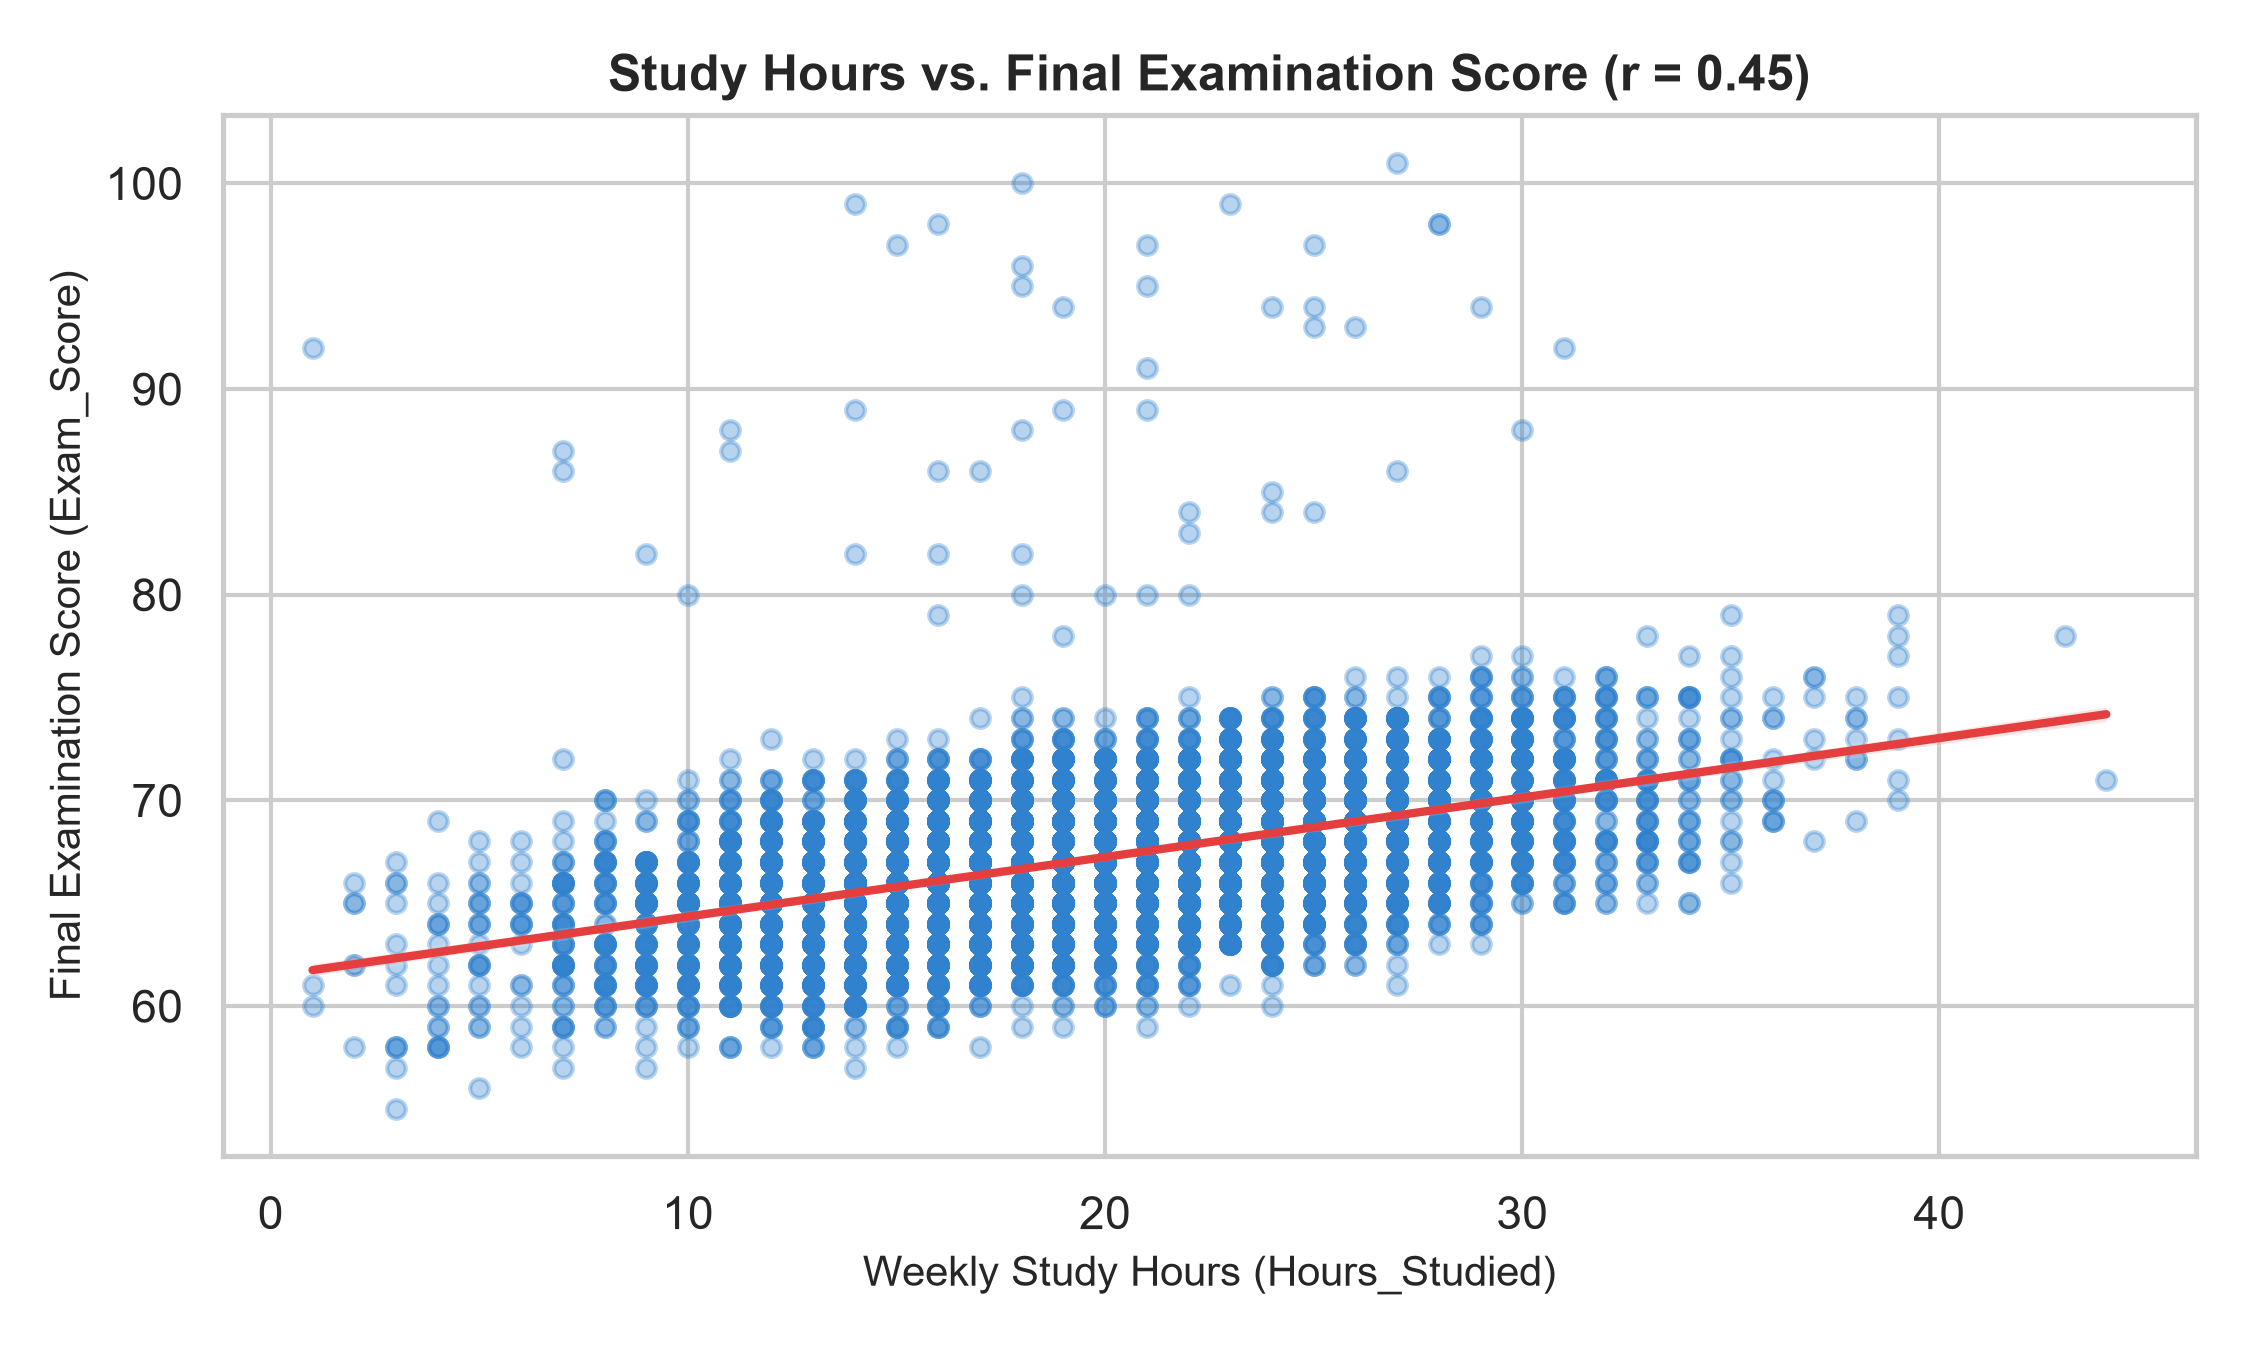 Study Hours vs. Final Examination Score (r = 0.45)
Final Examination Score (Exam_Score)
100
90
80
70
60
0 10 20 30 40
Weekly Study Hours (Hours_Studied)